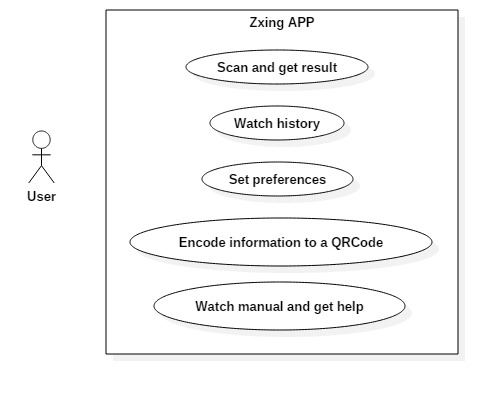 Zxing APP
Scan and get result
Watch history
Set preferences
User
Encode information to a QRCode
Watch manual and get help